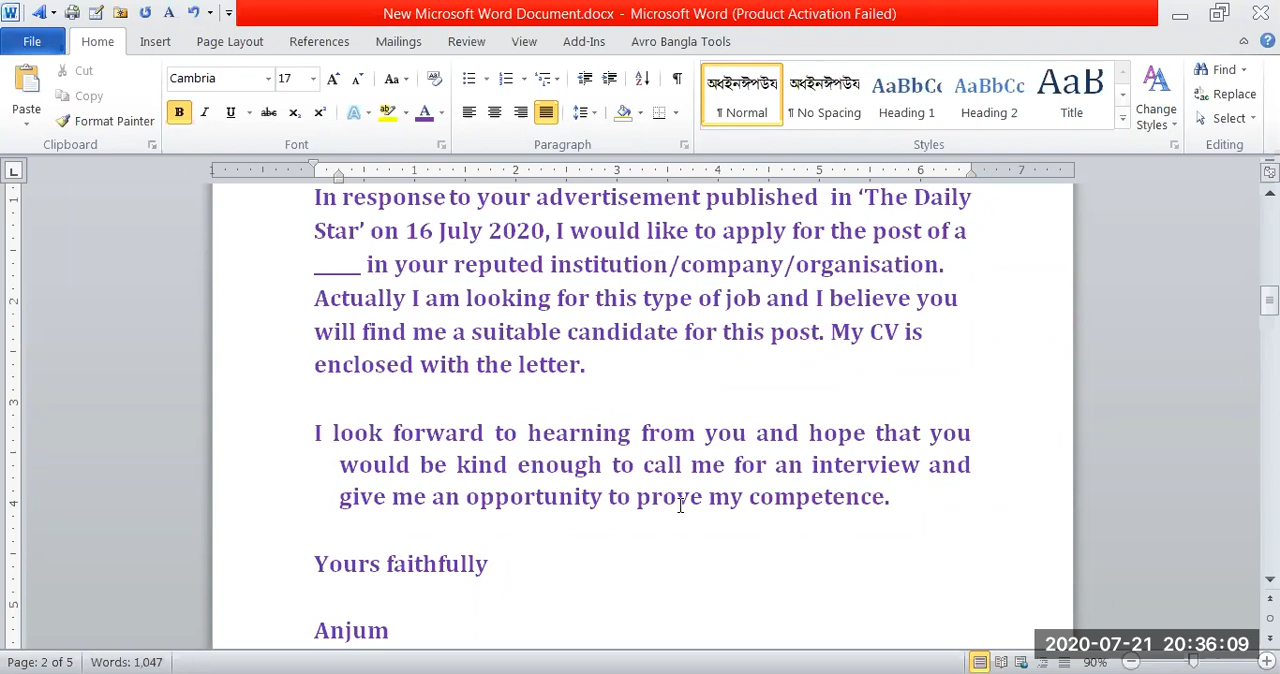 New Microsoft Word Document.docx - Microsoft Word (Product Activation Failed)
File Home Insert Page Layout References Mailings Review View Add-Ins Avro Bangla Tools
Paste
Cut
Copy
Format Painter
Clipboard
Cambria 17
Font
Paragraph
অধইনঈপউয অধইনঈপউয AaBbCc AaBbCc AaB
¶ Normal ¶ No Spacing Heading 1 Heading 2 Title
Styles
Change Styles
Find
Replace
Select
Editing
In response to your advertisement published in ‘The Daily
Star’ on 16 July 2020, I would like to apply for the post of a
_____ in your reputed institution/company/organisation.
Actually I am looking for this type of job and I believe you
will find me a suitable candidate for this post. My CV is
enclosed with the letter.
I look forward to hearning from you and hope that you
would be kind enough to call me for an interview and
give me an opportunity to prove my competence.
Yours faithfully
Anjum
2020-07-21 20:36:09
Page: 2 of 5 Words: 1,047 90%